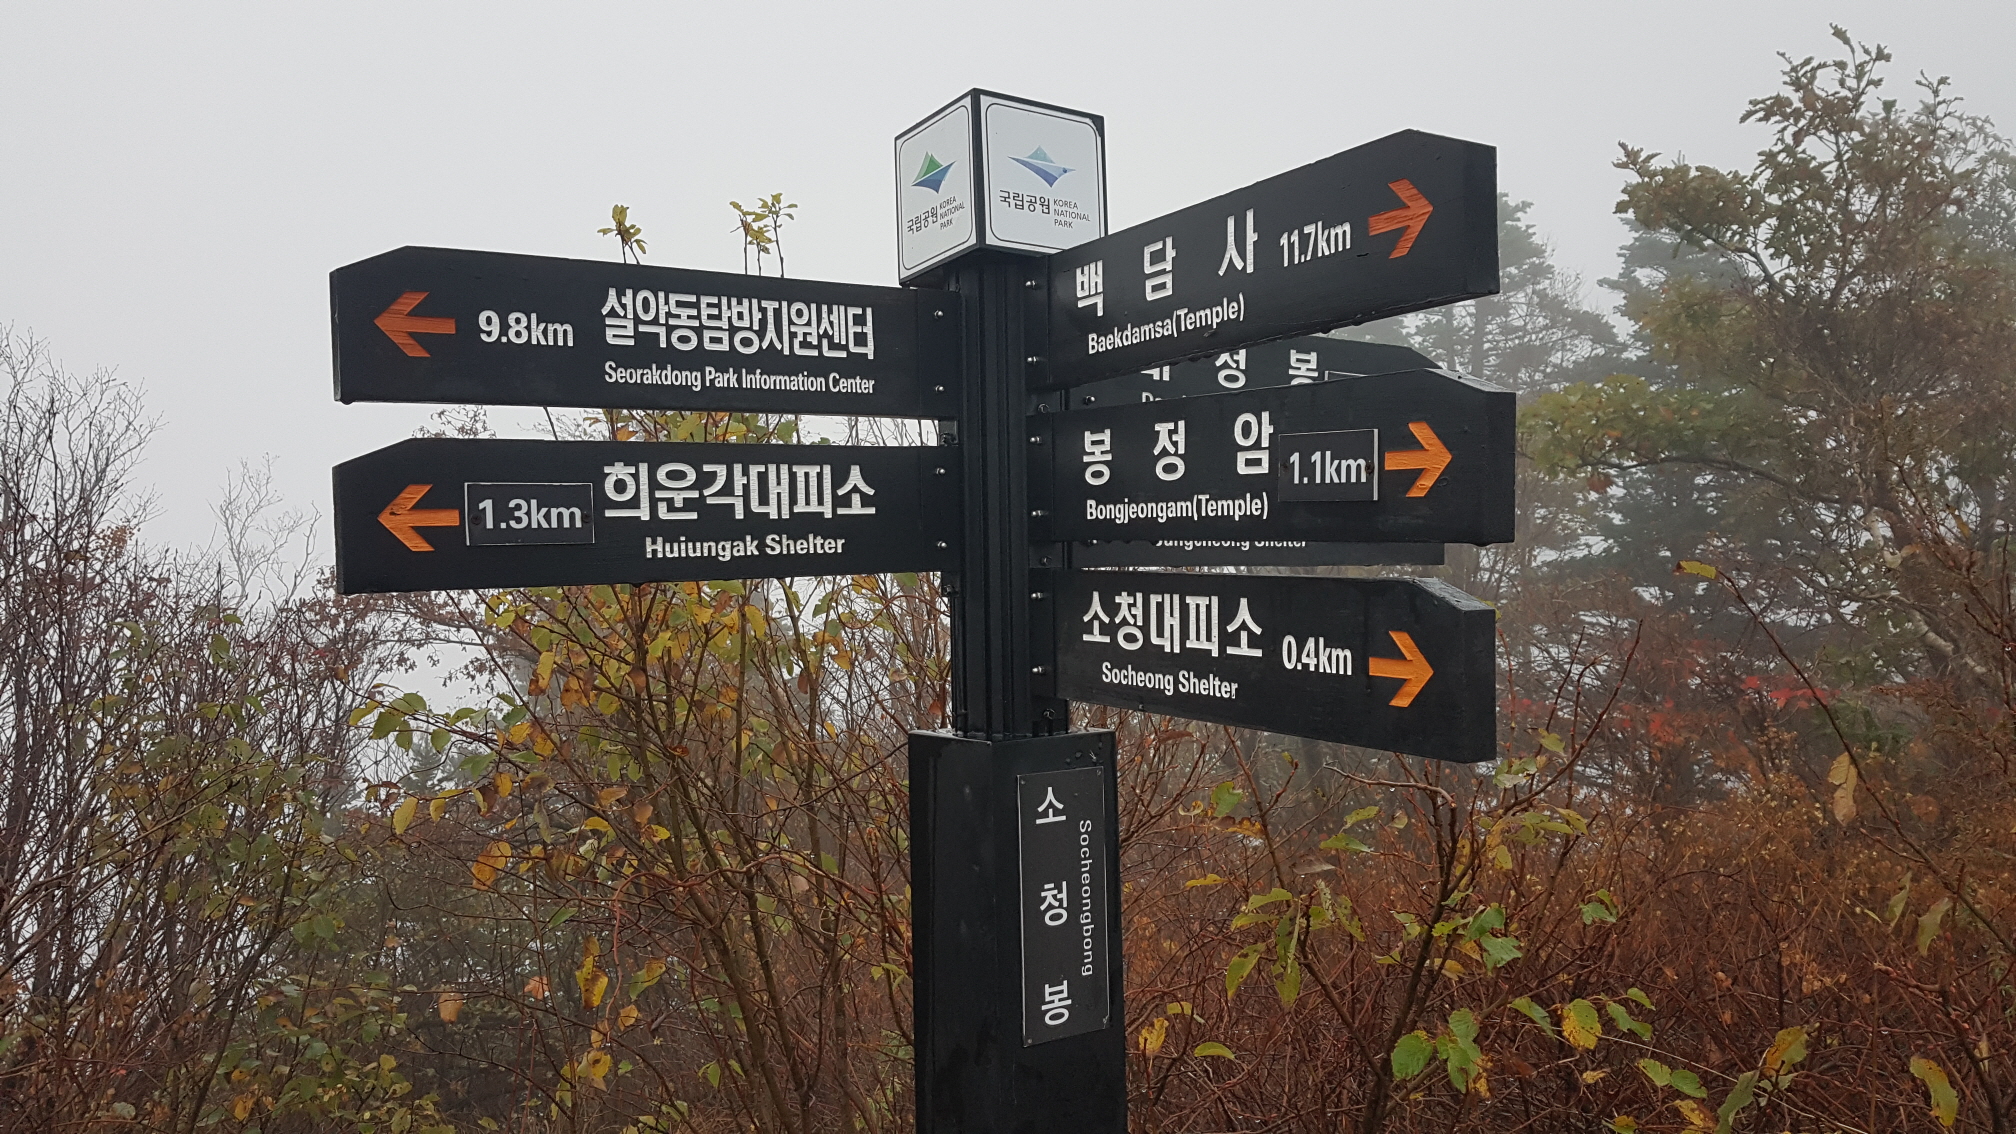 국립공원 KOREA
NATIONAL
PARK
국립공원 KOREA
NATIONAL
PARK
9.8km 설악동탐방지원센터
Seorakdong Park Information Center
1.3km 희운각대피소
Huiungak Shelter
백담사 11.7km
Baekdamsa(Temple)
청봉
봉정암 1.1km
Bongjeongam(Temple)
Shelter
소청대피소 0.4km
Socheong Shelter
소청봉
Socheongbong